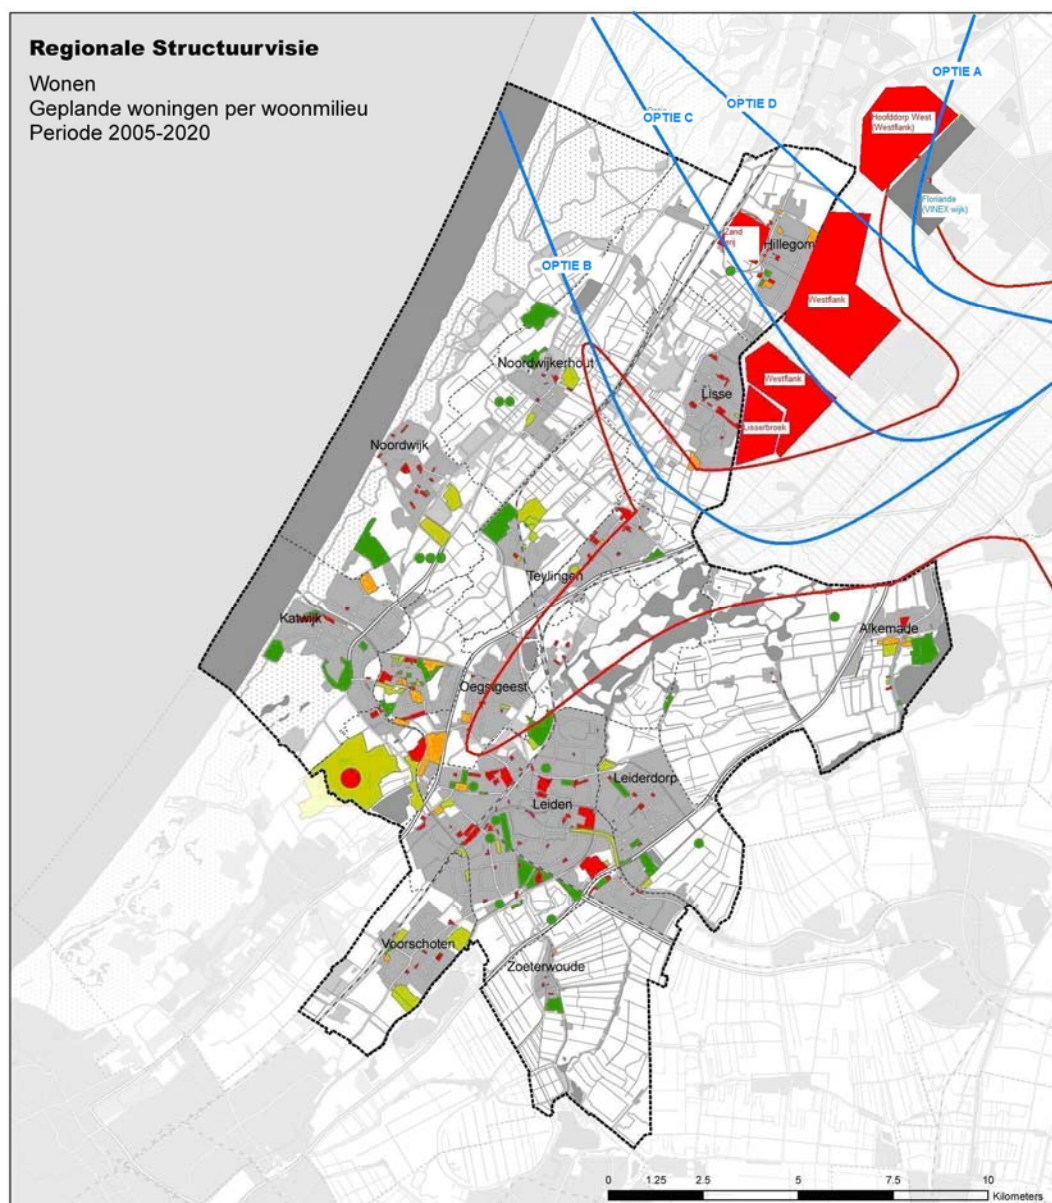 Regionale Structuurvisie
Wonen
Geplande woningen per woonmilieu
Periode 2005-2020
OPTIE A
OPTIE D
OPTIE C
Hoofddorp West
(Westflank)
Floriande
(VINEX wijk)
Zand
erij
Hillegom
OPTIE B
Westflank
Noordwijkerhout
Westflank
Lisse
Lisserbroek
Noordwijk
Teylingen
Katwijk
Alkemade
Oegstgeest
Leiderdorp
Leiden
Voorschoten
Zoeterwoude
0 1.25 2.5 5 7.5 10
Kilometers